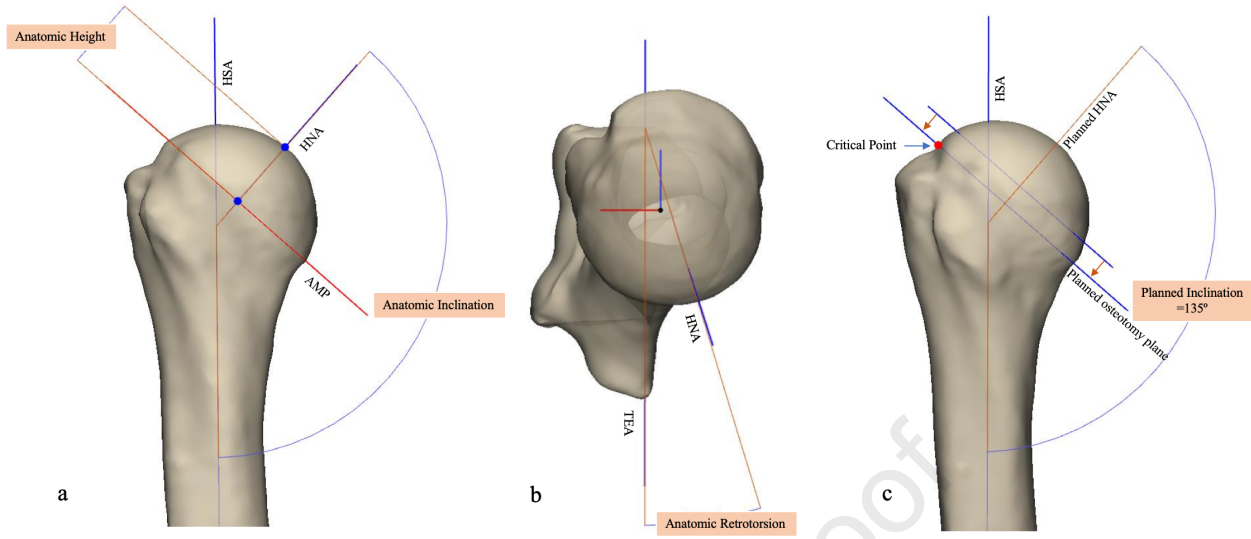 Anatomic Height
HSA
HNA
AMP
Anatomic Inclination
a
HNA
TEA
Anatomic Retrotorsion
b
HSA
Planned HNA
Critical Point
Planned osteotomy plane
Planned Inclination
=135º
c
oof